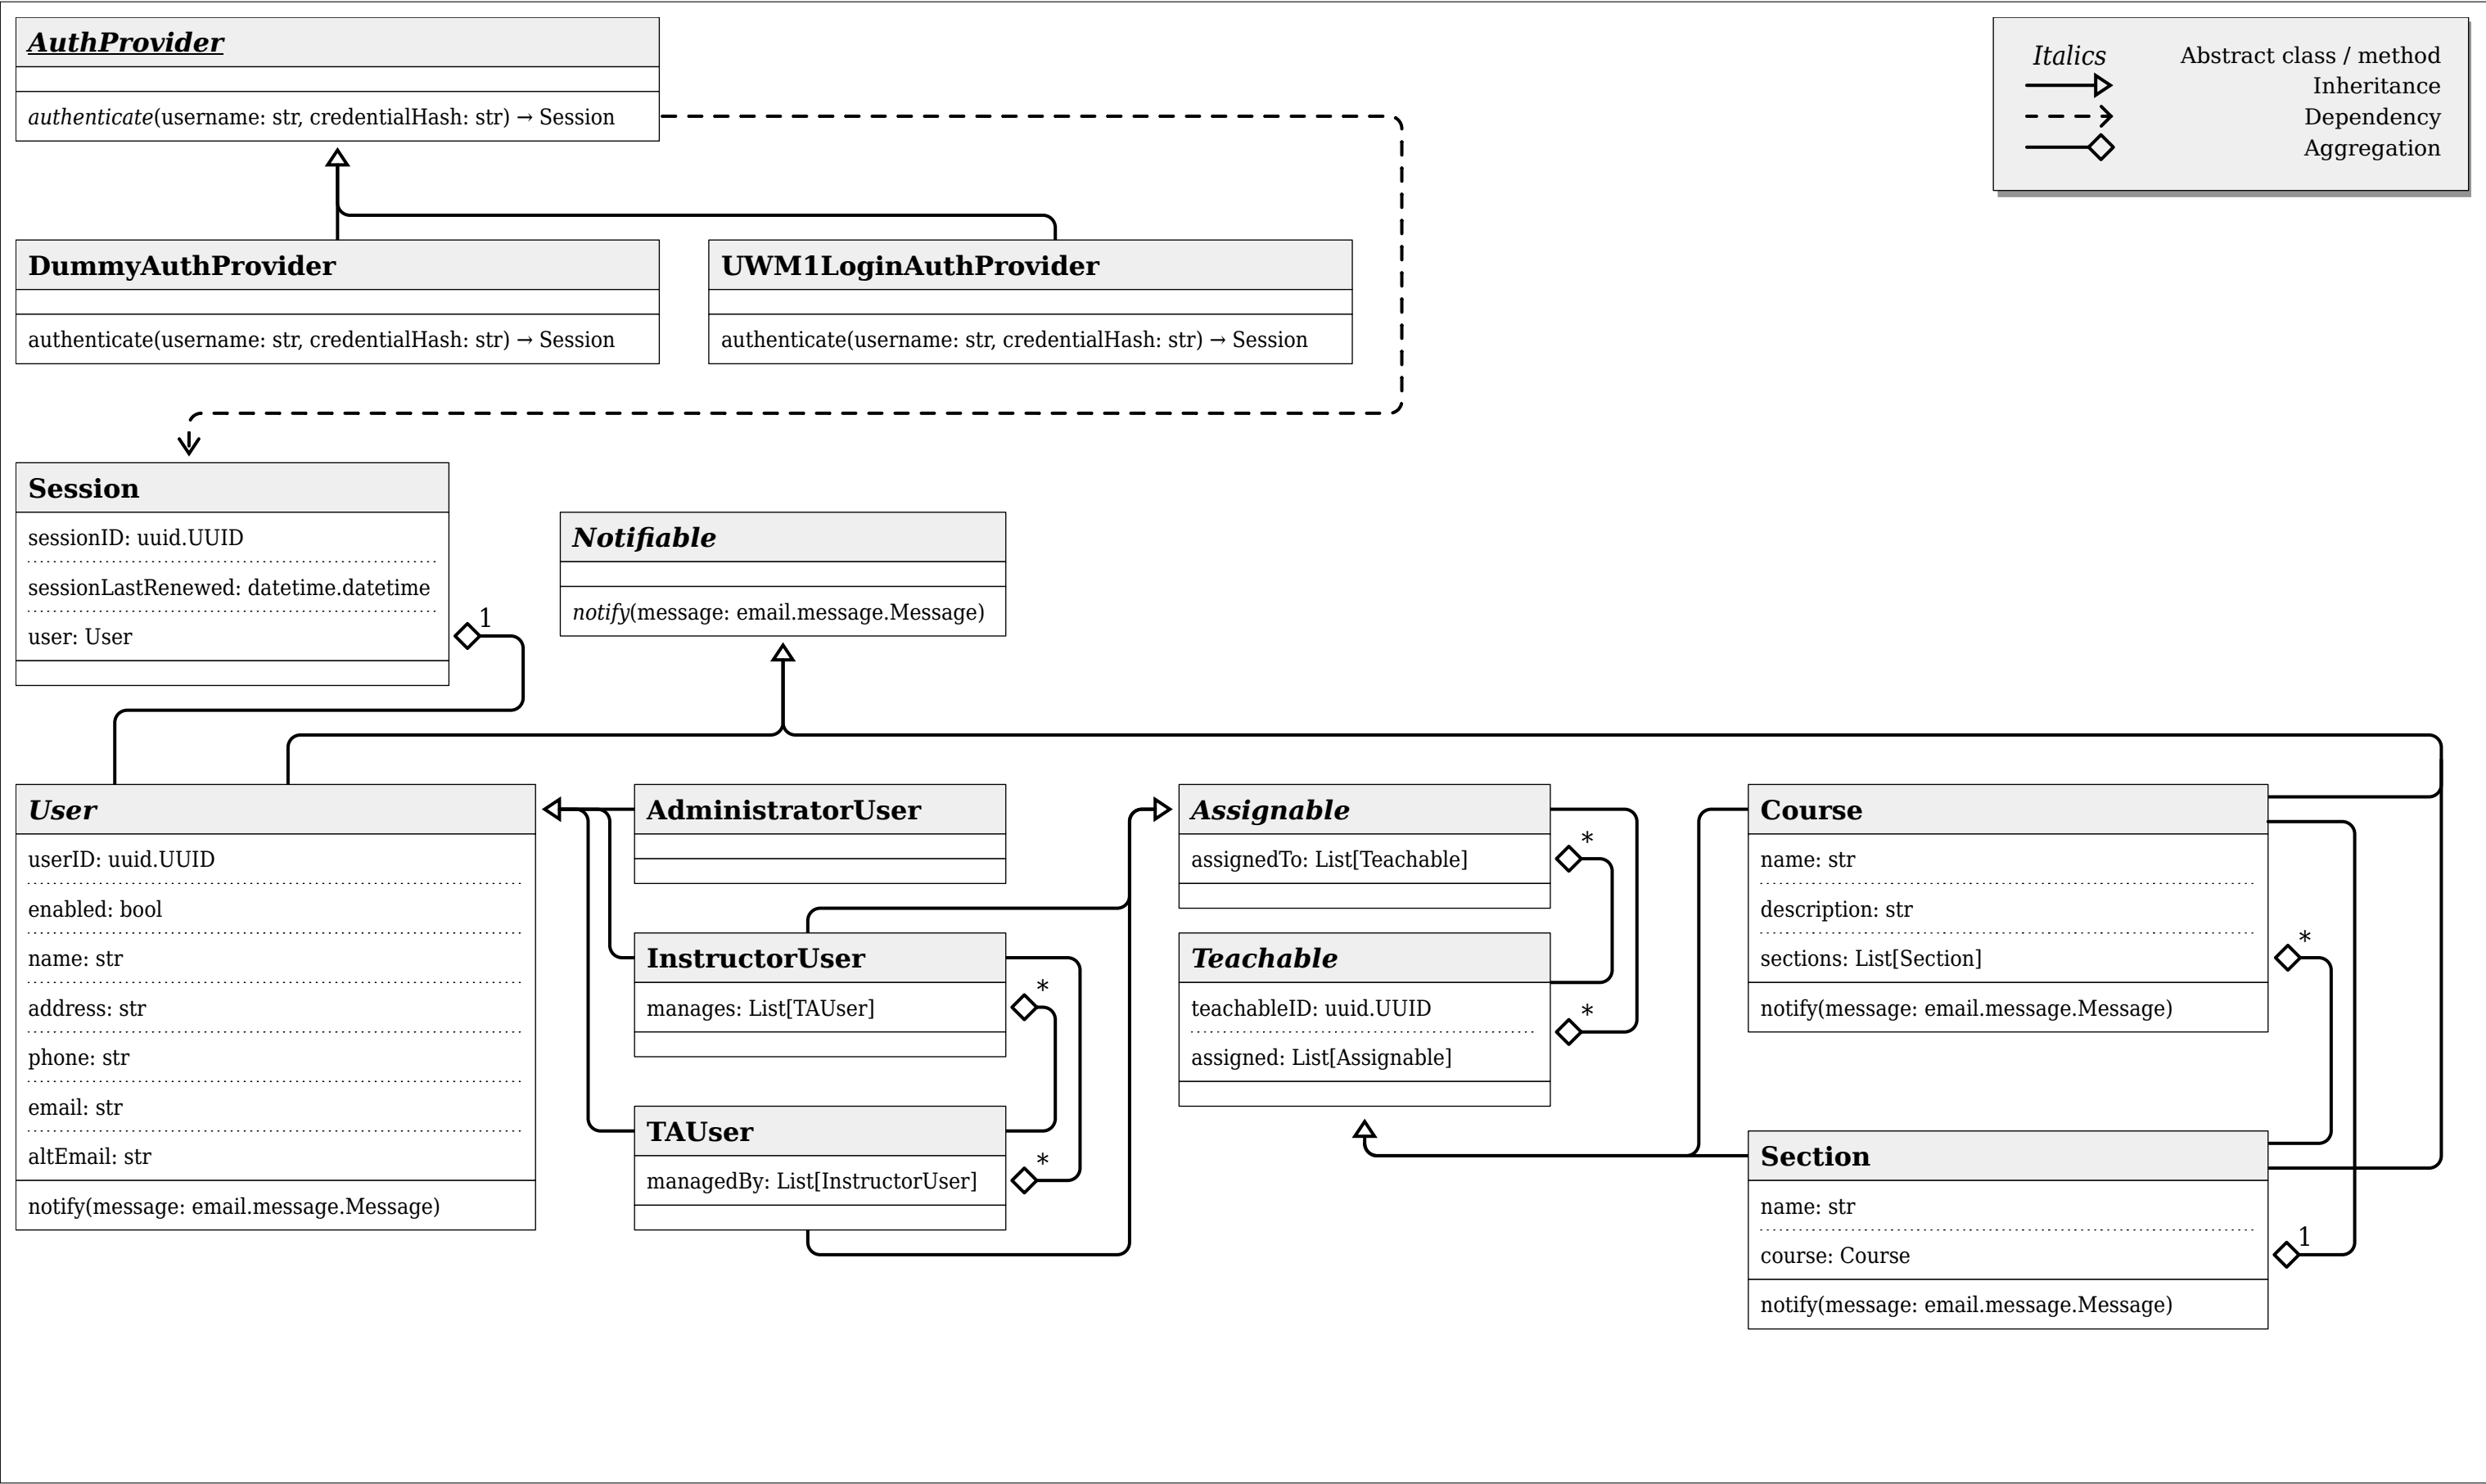 AuthProvider
authenticate(username: str, credentialHash: str) → Session
Italics Abstract class / method
Inheritance
Dependency
Aggregation
DummyAuthProvider
authenticate(username: str, credentialHash: str) → Session
UWM1LoginAuthProvider
authenticate(username: str, credentialHash: str) → Session
Session
sessionID: uuid.UUID
sessionLastRenewed: datetime.datetime
user: User
1
Notifiable
notify(message: email.message.Message)
User
userID: uuid.UUID
enabled: bool
name: str
address: str
phone: str
email: str
altEmail: str
notify(message: email.message.Message)
AdministratorUser
InstructorUser
manages: List[TAUser]
*
TAUser
managedBy: List[InstructorUser]
*
Assignable
assignedTo: List[Teachable]
*
Teachable
teachableID: uuid.UUID
assigned: List[Assignable]
*
Course
name: str
description: str
sections: List[Section]
*
notify(message: email.message.Message)
Section
name: str
course: Course
1
notify(message: email.message.Message)